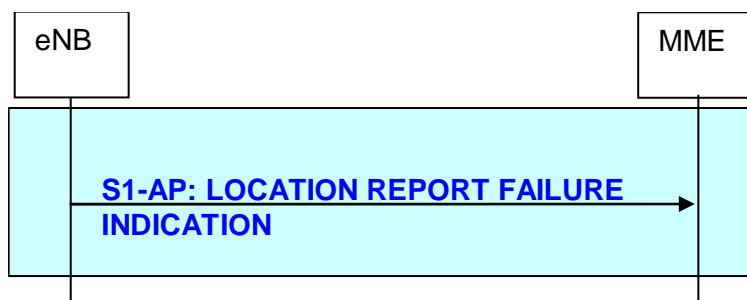 eNB
MME
S1-AP: LOCATION REPORT FAILURE
INDICATION